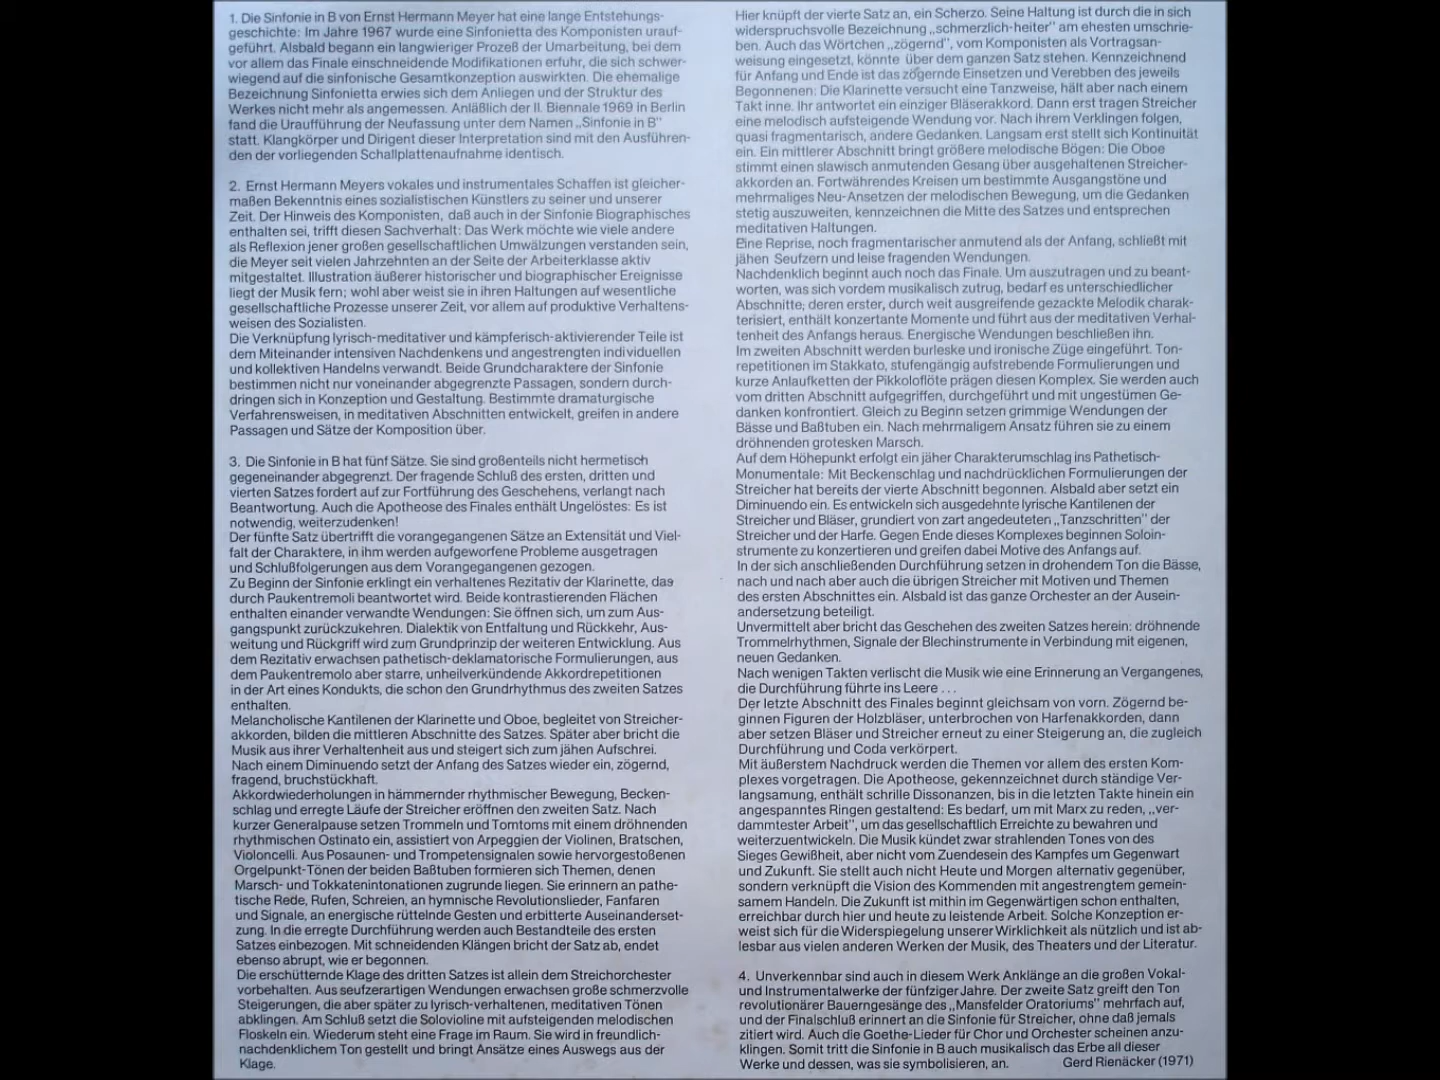 1. Die Sinfonie in B von Ernst Hermann Meyer hat eine lange Entstehungs-
geschichte: Im Jahre 1967 wurde eine Sinfonietta des Komponisten urauf-
geführt. Alsbald begann ein langwieriger Prozeß der Umarbeitung, bei dem
vor allem das Finale einschneidende Modifikationen erfuhr, die sich schwer-
wiegend auf die sinfonische Gesamtkonzeption auswirkten. Die ehemalige
Bezeichnung Sinfonietta erwies sich dem Anliegen und der Struktur des
Werkes nicht mehr als angemessen. Anläßlich der II. Biennale 1969 in Berlin
fand die Uraufführung der Neufassung unter dem Namen „Sinfonie in B"
statt. Klangkörper und Dirigent dieser Interpretation sind mit den Ausführen-
den der vorliegenden Schallplattenaufnahme identisch.
2. Ernst Hermann Meyers vokales und instrumentales Schaffen ist gleicher-
maßen Bekenntnis eines sozialistischen Künstlers zu seiner und unserer
Zeit. Der Hinweis des Komponisten, daß auch in der Sinfonie Biographisches
enthalten sei, trifft diesen Sachverhalt: Das Werk möchte wie viele andere
als Reflexion jener großen gesellschaftlichen Umwälzungen verstanden sein,
die Meyer seit vielen Jahrzehnten an der Seite der Arbeiterklasse aktiv
mitgestaltet. Illustration äußerer historischer und biographischer Ereignisse
liegt der Musik fern; wohl aber weist sie in ihren Haltungen auf wesentliche
gesellschaftliche Prozesse unserer Zeit, vor allem auf produktive Verhaltens-
weisen des Sozialisten.
Die Verknüpfung lyrisch-meditativer und kämpferisch-aktivierender Teile ist
dem Miteinander intensiven Nachdenkens und angestrengten individuellen
und kollektiven Handelns verwandt. Beide Grundcharaktere der Sinfonie
bestimmen nicht nur voneinander abgegrenzte Passagen, sondern durch-
dringen sich in Konzeption und Gestaltung. Bestimmte dramaturgische
Verfahrensweisen, in meditativen Abschnitten entwickelt, greifen in andere
Passagen und Sätze der Komposition über.
3. Die Sinfonie in B hat fünf Sätze. Sie sind großenteils nicht hermetisch
gegeneinander abgegrenzt. Der fragende Schluß des ersten, dritten und
vierten Satzes fordert auf zur Fortführung des Geschehens, verlangt nach
Beantwortung. Auch die Apotheose des Finales enthält Ungelöstes: Es ist
notwendig, weiterzudenken!
Der fünfte Satz übertrifft die vorangegangenen Sätze an Extensität und Viel-
falt der Charaktere, in ihm werden aufgeworfene Probleme ausgetragen
und Schlußfolgerungen aus dem Vorangegangenen gezogen.
Zu Beginn der Sinfonie erklingt ein verhaltenes Rezitativ der Klarinette, das
durch Paukentremoli beantwortet wird. Beide kontrastierenden Flächen
enthalten einander verwandte Wendungen: Sie öffnen sich, um zum Aus-
gangspunkt zurückzukehren. Dialektik von Entfaltung und Rückkehr, Aus-
weitung und Rückgriff wird zum Grundprinzip der weiteren Entwicklung. Aus
dem Rezitativ erwachsen pathetisch-deklamatorische Formulierungen, aus
dem Paukentremolo aber starre, unheilverkündende Akkordrepetitionen
in der Art eines Kondukts, die schon den Grundrhythmus des zweiten Satzes
enthalten.
Melancholische Kantilenen der Klarinette und Oboe, begleitet von Streicher-
akkorden, bilden die mittleren Abschnitte des Satzes. Später aber bricht die
Musik aus ihrer Verhaltenheit aus und steigert sich zum jähen Aufschrei.
Nach einem Diminuendo setzt der Anfang des Satzes wieder ein, zögernd,
fragend, bruchstückhaft.
Akkordwiederholungen in hämmernder rhythmischer Bewegung, Becken-
schlag und erregte Läufe der Streicher eröffnen den zweiten Satz. Nach
kurzer Generalpause setzen Trommeln und Tomtoms mit einem dröhnenden
rhythmischen Ostinato ein, assistiert von Arpeggien der Violinen, Bratschen,
Violoncelli. Aus Posaunen- und Trompetensignalen sowie hervorgestoßenen
Orgelpunkt-Tönen der beiden Baßtuben formieren sich Themen, denen
Marsch- und Tokkatenintonationen zugrunde liegen. Sie erinnern an pathe-
tische Rede, Rufen, Schreien, an hymnische Revolutionslieder, Fanfaren
und Signale, an energische rüttelnde Gesten und erbitterte Auseinanderset-
zung. In die erregte Durchführung werden auch Bestandteile des ersten
Satzes einbezogen. Mit schneidenden Klängen bricht der Satz ab, endet
ebenso abrupt, wie er begonnen.
Die erschütternde Klage des dritten Satzes ist allein dem Streichorchester
vorbehalten. Aus seufzerartigen Wendungen erwachsen große schmerzvolle
Steigerungen, die aber später zu lyrisch-verhaltenen, meditativen Tönen
abklingen. Am Schluß setzt die Solovioline mit aufsteigenden melodischen
Floskeln ein. Wiederum steht eine Frage im Raum. Sie wird in freundlich-
nachdenklichem Ton gestellt und bringt Ansätze eines Auswegs aus der
Klage.
Hier knüpft der vierte Satz an, ein Scherzo. Seine Haltung ist durch die in sich
widerspruchsvolle Bezeichnung „schmerzlich-heiter" am ehesten umschrie-
ben. Auch das Wörtchen „zögernd", vom Komponisten als Vortragsan-
weisung eingesetzt, könnte über dem ganzen Satz stehen. Kennzeichnend
für Anfang und Ende ist das zögernde Einsetzen und Verebben des jeweils
Begonnenen: Die Klarinette versucht eine Tanzweise, hält aber nach einem
Takt inne. Ihr antwortet ein einziger Bläserakkord. Dann erst tragen Streicher
eine melodisch aufsteigende Wendung vor. Nach ihrem Verklingen folgen,
quasi fragmentarisch, andere Gedanken. Langsam erst stellt sich Kontinuität
ein. Ein mittlerer Abschnitt bringt größere melodische Bögen: Die Oboe
stimmt einen slawisch anmutenden Gesang über ausgehaltenen Streicher-
akkorden an. Fortwährendes Kreisen um bestimmte Ausgangstöne und
mehrmaliges Neu-Ansetzen der melodischen Bewegung, um die Gedanken
stetig auszuweiten, kennzeichnen die Mitte des Satzes und entsprechen
meditativen Haltungen.
Eine Reprise, noch fragmentarischer anmutend als der Anfang, schließt mit
jähen Seufzern und leise fragenden Wendungen.
Nachdenklich beginnt auch noch das Finale. Um auszutragen und zu beant-
worten, was sich vordem musikalisch zutrug, bedarf es unterschiedlicher
Abschnitte; deren erster, durch weit ausgreifende gezackte Melodik charak-
terisiert, enthält konzertante Momente und führt aus der meditativen Verhal-
tenheit des Anfangs heraus. Energische Wendungen beschließen ihn.
Im zweiten Abschnitt werden burleske und ironische Züge eingeführt. Ton-
repetitionen im Stakkato, stufengängig aufstrebende Formulierungen und
kurze Anlaufketten der Pikkoloflöte prägen diesen Komplex. Sie werden auch
vom dritten Abschnitt aufgegriffen, durchgeführt und mit ungestümen Ge-
danken konfrontiert. Gleich zu Beginn setzen grimmige Wendungen der
Bässe und Baßtuben ein. Nach mehrmaligem Ansatz führen sie zu einem
dröhnenden grotesken Marsch.
Auf dem Höhepunkt erfolgt ein jäher Charakterumschlag ins Pathetisch-
Monumentale: Mit Beckenschlag und nachdrücklichen Formulierungen der
Streicher hat bereits der vierte Abschnitt begonnen. Alsbald aber setzt ein
Diminuendo ein. Es entwickeln sich ausgedehnte lyrische Kantilenen der
Streicher und Bläser, grundiert von zart angedeuteten „Tanzschritten" der
Streicher und der Harfe. Gegen Ende dieses Komplexes beginnen Soloin-
strumente zu konzertieren und greifen dabei Motive des Anfangs auf.
In der sich anschließenden Durchführung setzen in drohendem Ton die Bässe,
nach und nach aber auch die übrigen Streicher mit Motiven und Themen
des ersten Abschnittes ein. Alsbald ist das ganze Orchester an der Ausein-
andersetzung beteiligt.
Unvermittelt aber bricht das Geschehen des zweiten Satzes herein: dröhnende
Trommelrhythmen, Signale der Blechinstrumente in Verbindung mit eigenen,
neuen Gedanken.
Nach wenigen Takten verlischt die Musik wie eine Erinnerung an Vergangenes,
die Durchführung führte ins Leere ...
Der letzte Abschnitt des Finales beginnt gleichsam von vorn. Zögernd be-
ginnen Figuren der Holzbläser, unterbrochen von Harfenakkorden, dann
aber setzen Bläser und Streicher erneut zu einer Steigerung an, die zugleich
Durchführung und Coda verkörpert.
Mit äußerstem Nachdruck werden die Themen vor allem des ersten Kom-
plexes vorgetragen. Die Apotheose, gekennzeichnet durch ständige Ver-
langsamung, enthält schrille Dissonanzen, bis in die letzten Takte hinein ein
angespanntes Ringen gestaltend: Es bedarf, um mit Marx zu reden, „ver-
dammtester Arbeit", um das gesellschaftlich Erreichte zu bewahren und
weiterzuentwickeln. Die Musik kündet zwar strahlenden Tones von des
Sieges Gewißheit, aber nicht vom Zuendesein des Kampfes um Gegenwart
und Zukunft. Sie stellt auch nicht Heute und Morgen alternativ gegenüber,
sondern verknüpft die Vision des Kommenden mit angestrengtem gemein-
samem Handeln. Die Zukunft ist mithin im Gegenwärtigen schon enthalten,
erreichbar durch hier und heute zu leistende Arbeit. Solche Konzeption er-
weist sich für die Widerspiegelung unserer Wirklichkeit als nützlich und ist ab-
lesbar aus vielen anderen Werken der Musik, des Theaters und der Literatur.
4. Unverkennbar sind auch in diesem Werk Anklänge an die großen Vokal-
und Instrumentalwerke der fünfziger Jahre. Der zweite Satz greift den Ton
revolutionärer Bauerngesänge des „Mansfelder Oratoriums" mehrfach auf,
und der Finalschluß erinnert an die Sinfonie für Streicher, ohne daß jemals
zitiert wird. Auch die Goethe-Lieder für Chor und Orchester scheinen anzu-
klingen. Somit tritt die Sinfonie in B auch musikalisch das Erbe all dieser
Werke und dessen, was sie symbolisieren, an. Gerd Rienäcker (1971)